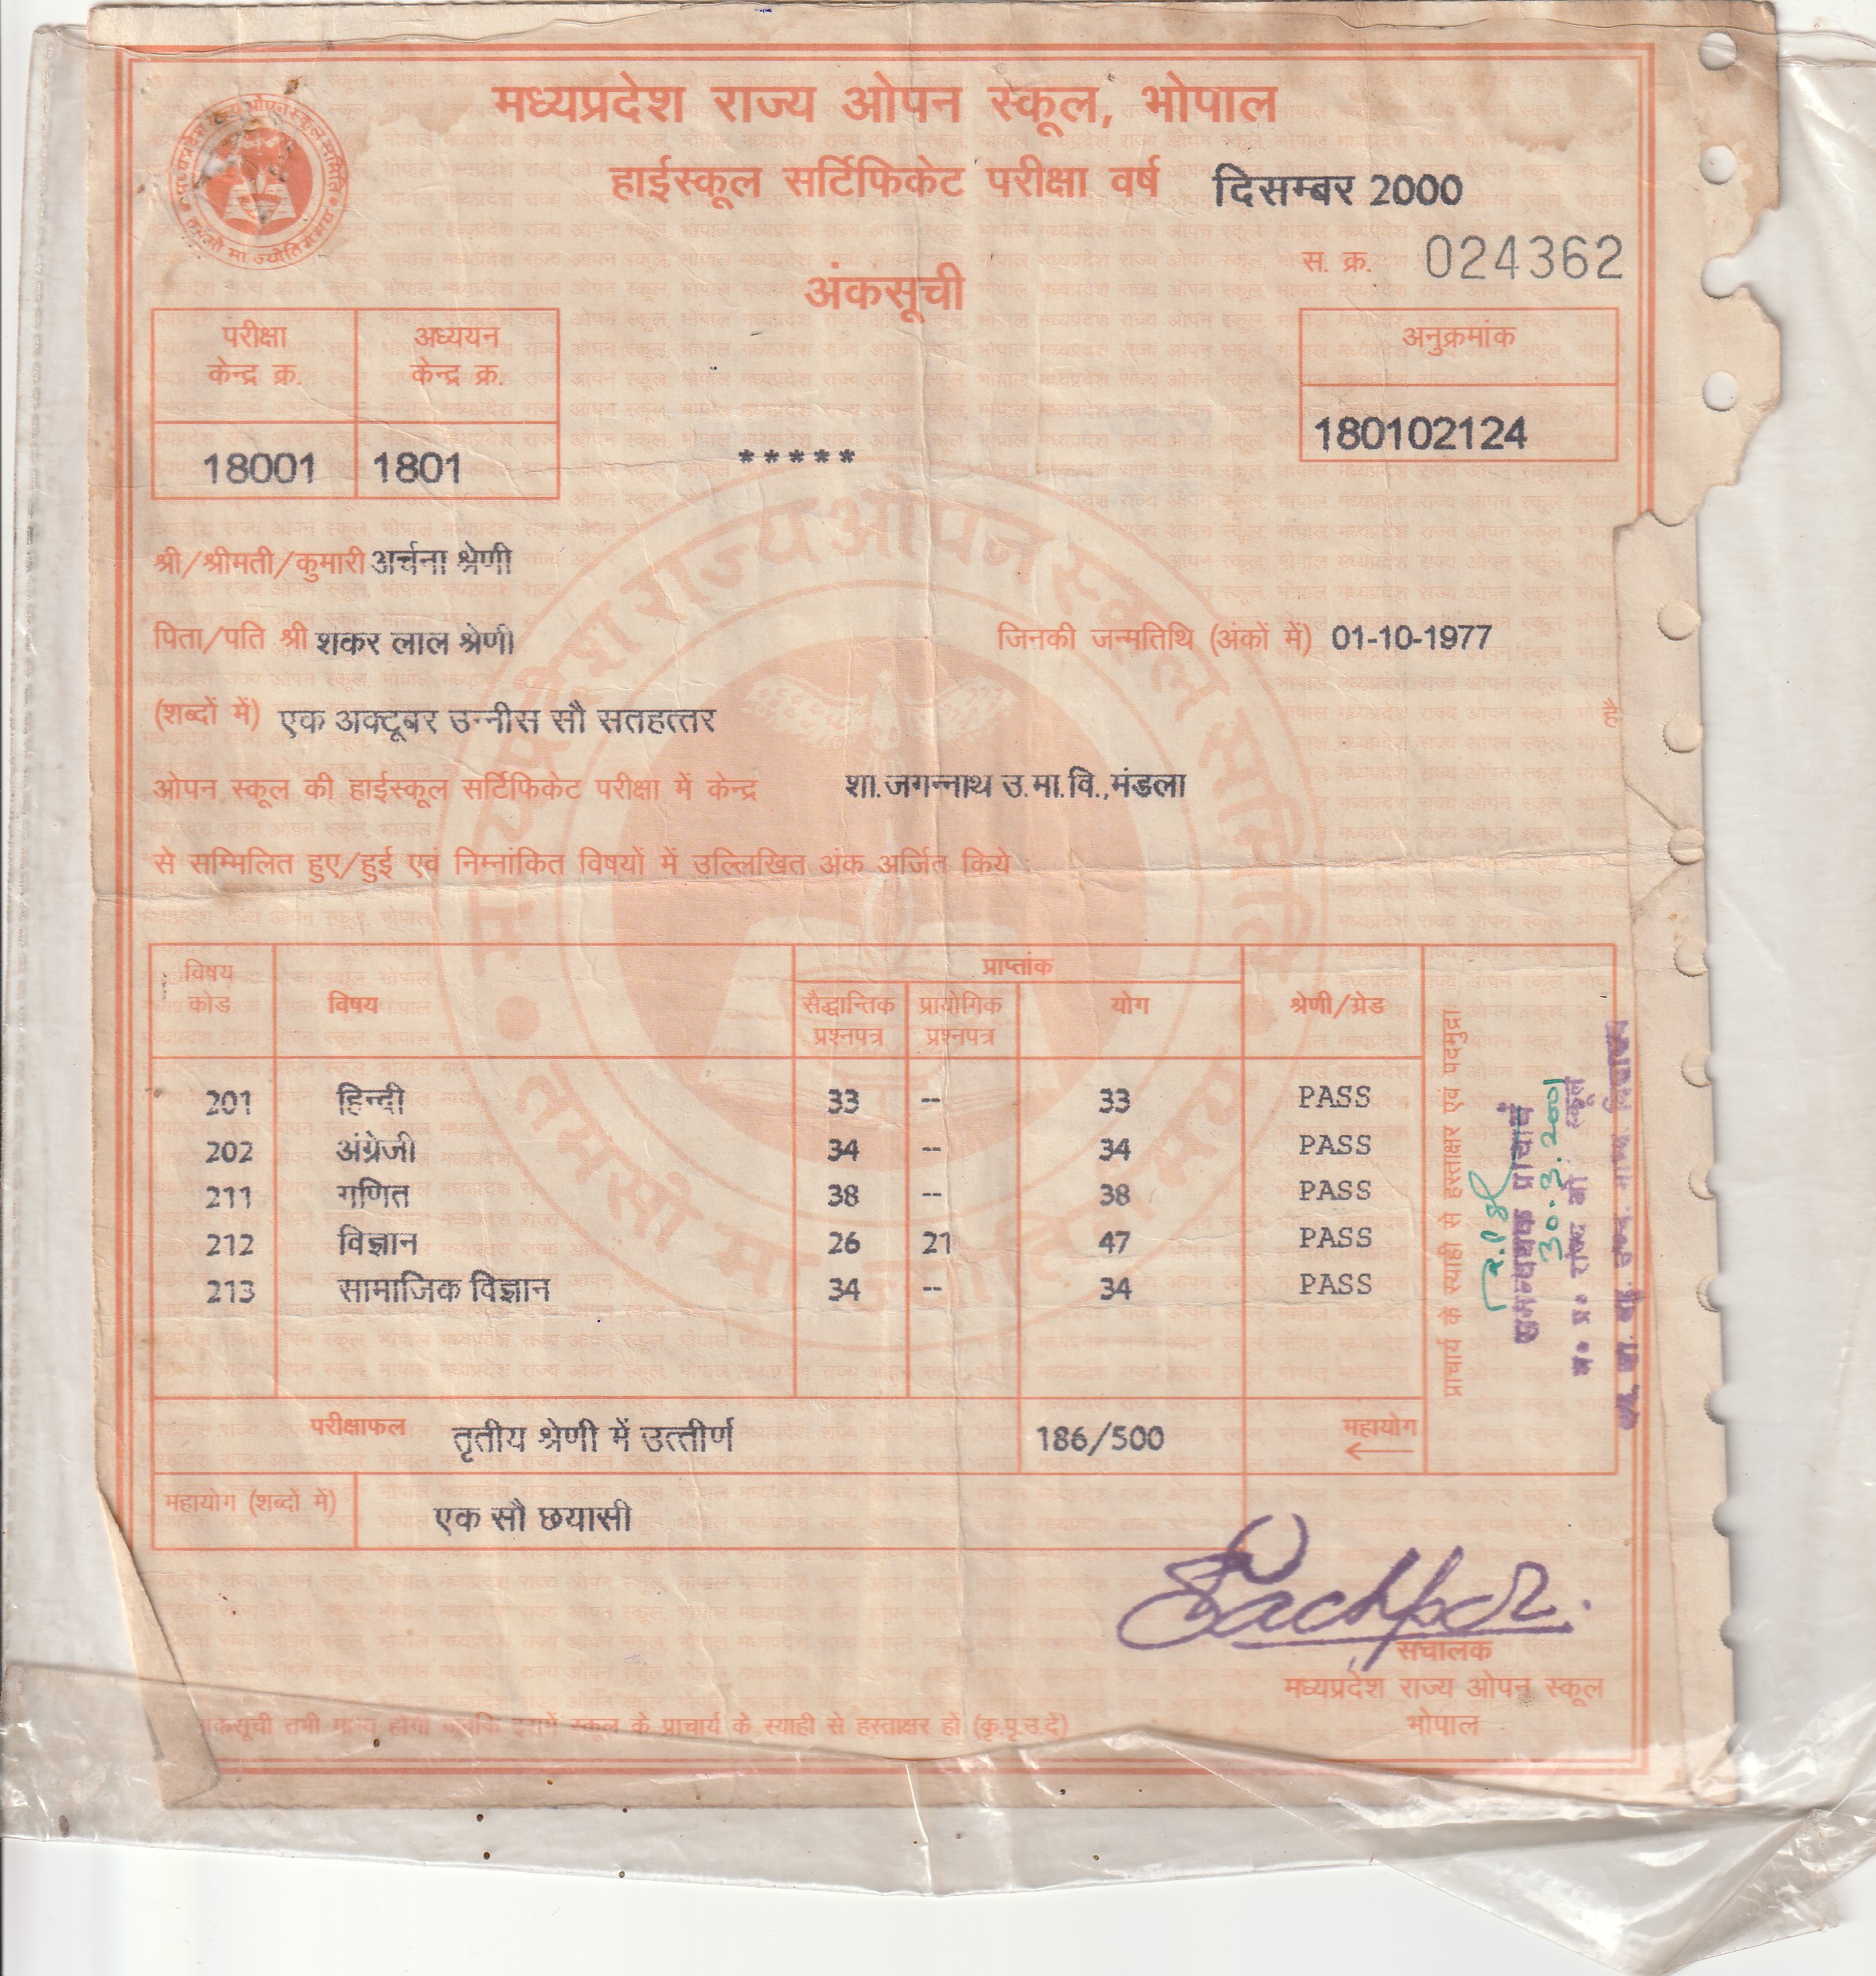 मध्यप्रदेश राज्य ओपन स्कूल, भोपाल
हाईस्कूल सर्टिफिकेट परीक्षा वर्ष दिसम्बर 2000
स. क्र. 024362
अंकसूची
परीक्षा केन्द्र क्र. अध्ययन केन्द्र क्र. अनुक्रमांक
18001 1801 ***** 180102124
श्री/श्रीमती/कुमारी अर्चना श्रेणी
पिता/पति श्री शकर लाल श्रेणी जिनकी जन्मतिथि (अंकों में) 01-10-1977
(शब्दों में) एक अक्टूबर उन्नीस सौ सतहत्तर है
ओपन स्कूल की हाईस्कूल सर्टिफिकेट परीक्षा में केन्द्र शा.जगन्नाथ उ.मा.वि.,मंडला
से सम्मिलित हुए/हुई एवं निम्नांकित विषयों में उल्लिखित अंक अर्जित किये :
विषय कोड विषय प्राप्तांक श्रेणी/ग्रेड
सैद्धान्तिक प्रश्नपत्र प्रायोगिक प्रश्नपत्र योग
201 हिन्दी 33 -- 33 PASS
202 अंग्रेजी 34 -- 34 PASS
211 गणित 38 -- 38 PASS
212 विज्ञान 26 21 47 PASS
213 सामाजिक विज्ञान 34 -- 34 PASS
प्राचार्य के स्याही से हस्ताक्षर एवं पदमुद्रा
30.3.2001
परीक्षाफल तृतीय श्रेणी में उत्तीर्ण 186/500 महायोग
महायोग (शब्दों में) एक सौ छयासी
संचालक
मध्यप्रदेश राज्य ओपन स्कूल
भोपाल
तभी मान्य होगी जबकि इसमें स्कूल के प्राचार्य के स्याही से हस्ताक्षर हों (कृ.पृ.उ.दे)